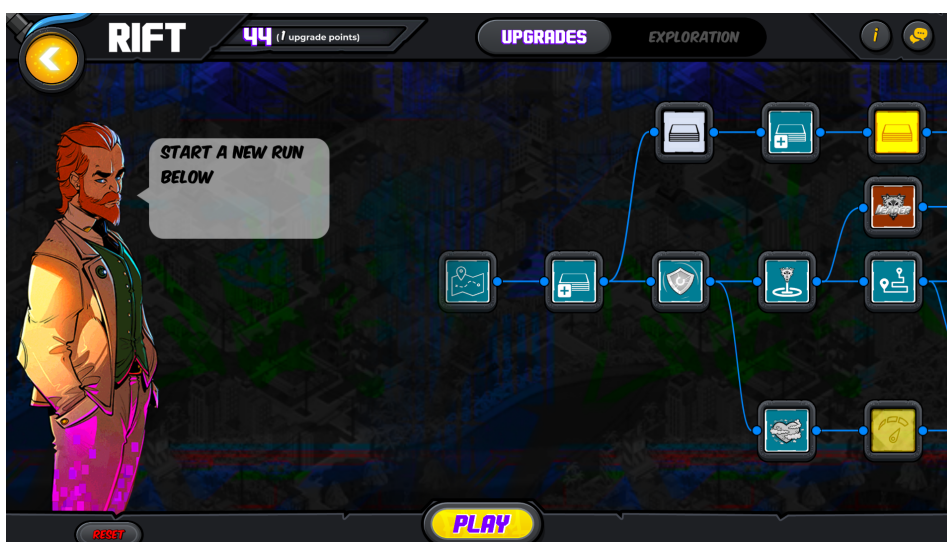 RIFT
44 (1 upgrade points)
UPGRADES
EXPLORATION
i
START A NEW RUN
BELOW
PLAY
RESET